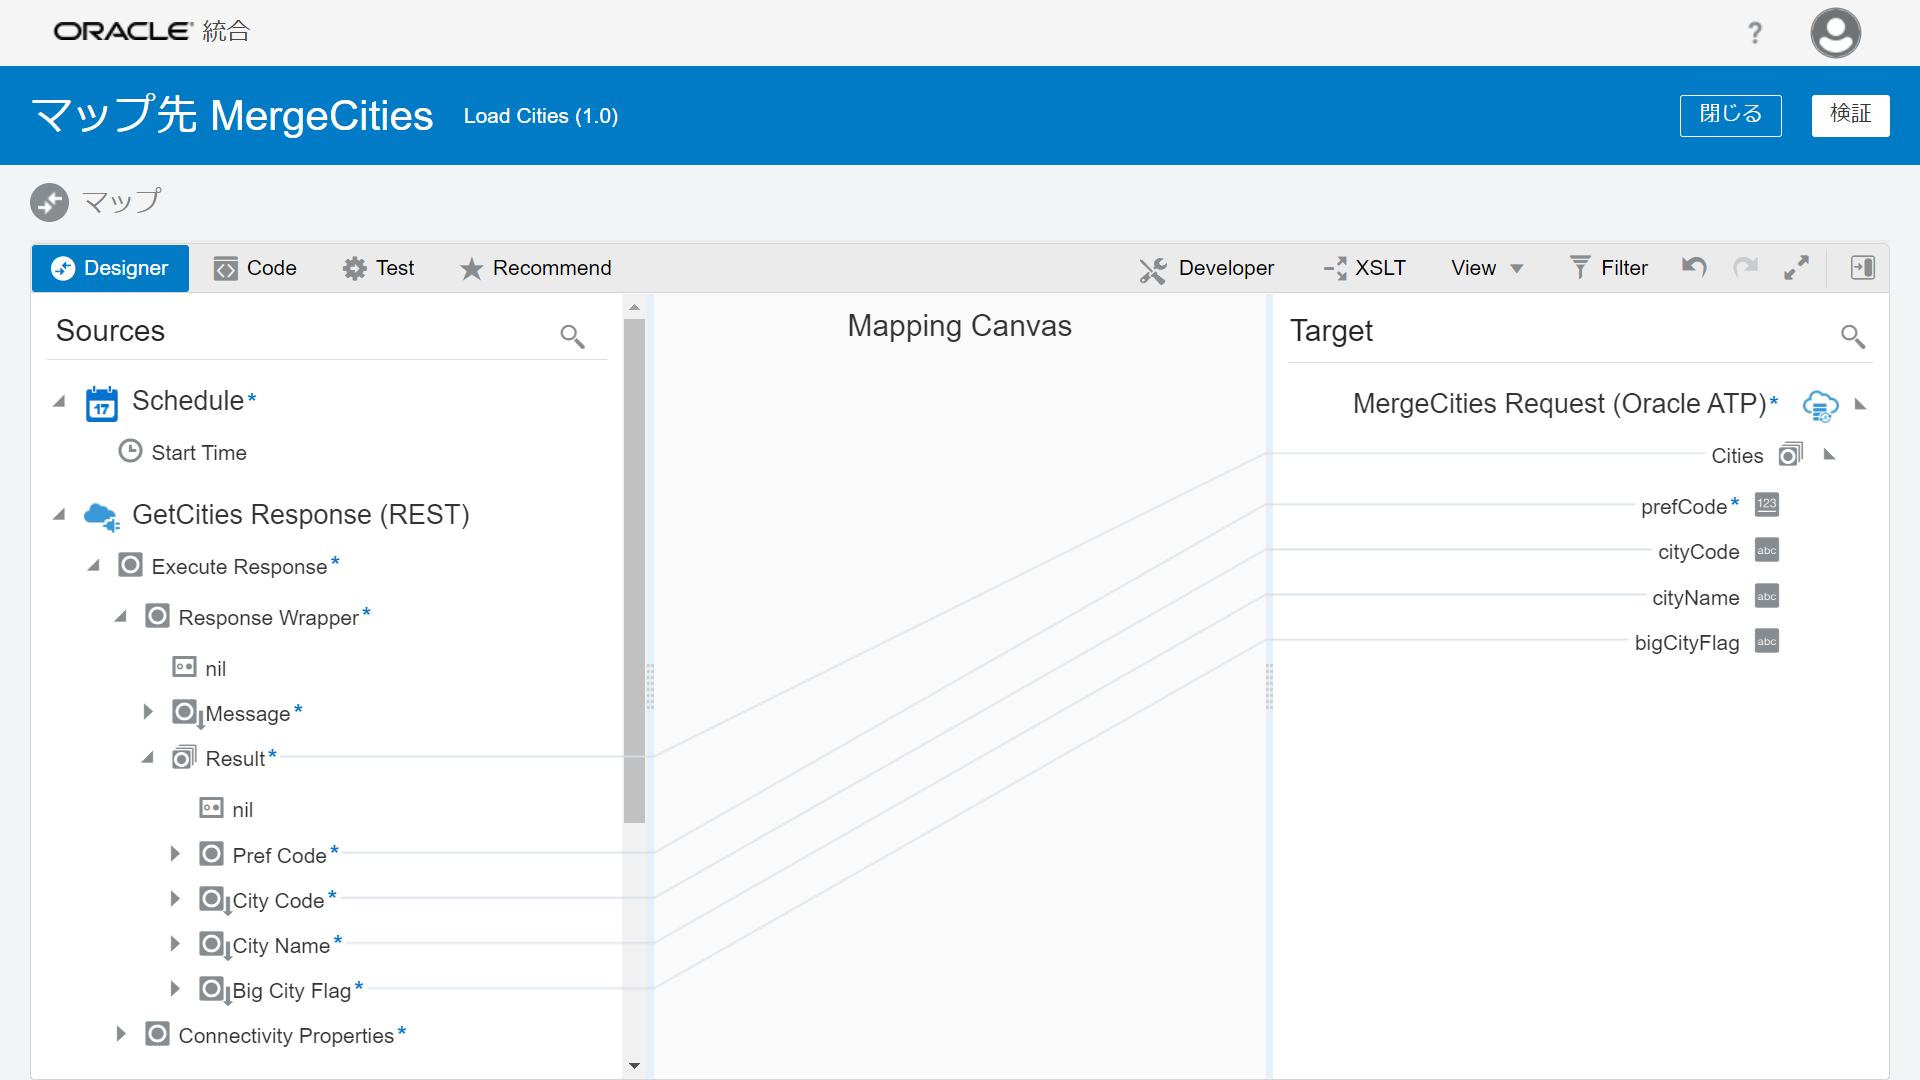 ORACLE 統合
?
マップ先 MergeCities Load Cities (1.0) 閉じる 検証
マップ
Designer Code Test Recommend Developer XSLT View Filter
Sources Mapping Canvas Target
17 Schedule*
MergeCities Request (Oracle ATP)*
Start Time
Cities
GetCities Response (REST)
prefCode* 123
cityCode abc
Execute Response*
cityName abc
Response Wrapper*
bigCityFlag abc
nil
Message*
Result*
nil
Pref Code*
City Code*
City Name*
Big City Flag*
Connectivity Properties*